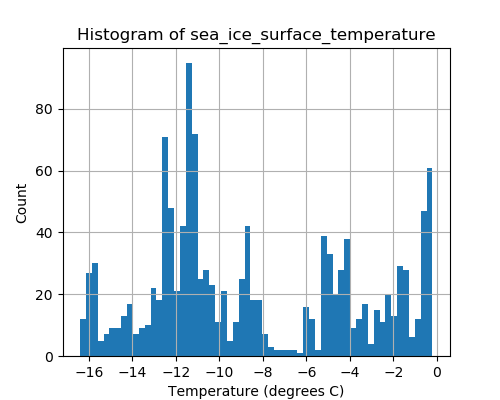 Histogram of sea_ice_surface_temperature
80
60
40
20
0
Count
−16 −14 −12 −10 −8 −6 −4 −2 0
Temperature (degrees C)